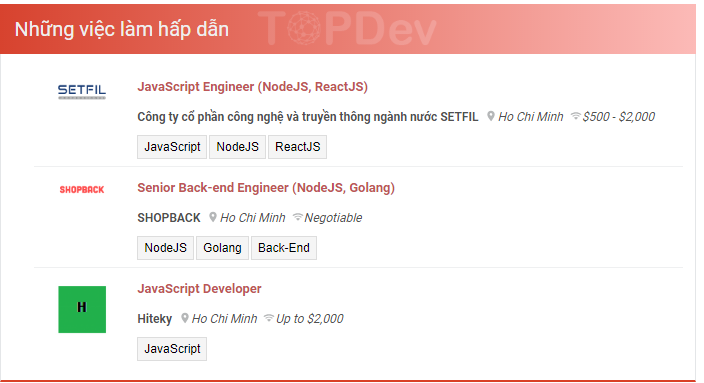 Những việc làm hấp dẫn
TOPDev
SETFIL
JavaScript Engineer (NodeJS, ReactJS)
Công ty cổ phần công nghệ và truyền thông ngành nước SETFIL Ho Chi Minh $500 - $2,000
JavaScript NodeJS ReactJS
SHOPBACK
Senior Back-end Engineer (NodeJS, Golang)
SHOPBACK Ho Chi Minh Negotiable
NodeJS Golang Back-End
H
JavaScript Developer
Hiteky Ho Chi Minh Up to $2,000
JavaScript